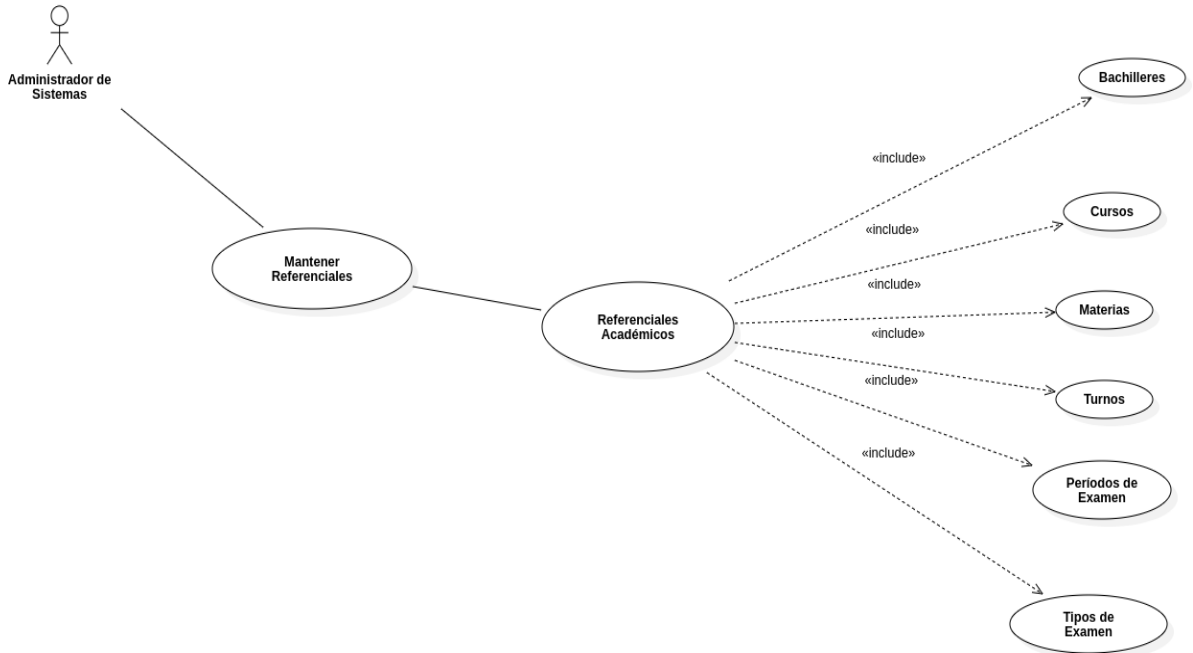 Administrador de
Sistemas
Bachilleres
«include»
Cursos
«include»
Mantener
Referenciales
«include»
Materias
Referenciales
Académicos
«include»
«include»
Turnos
«include»
Períodos de
Examen
Tipos de
Examen